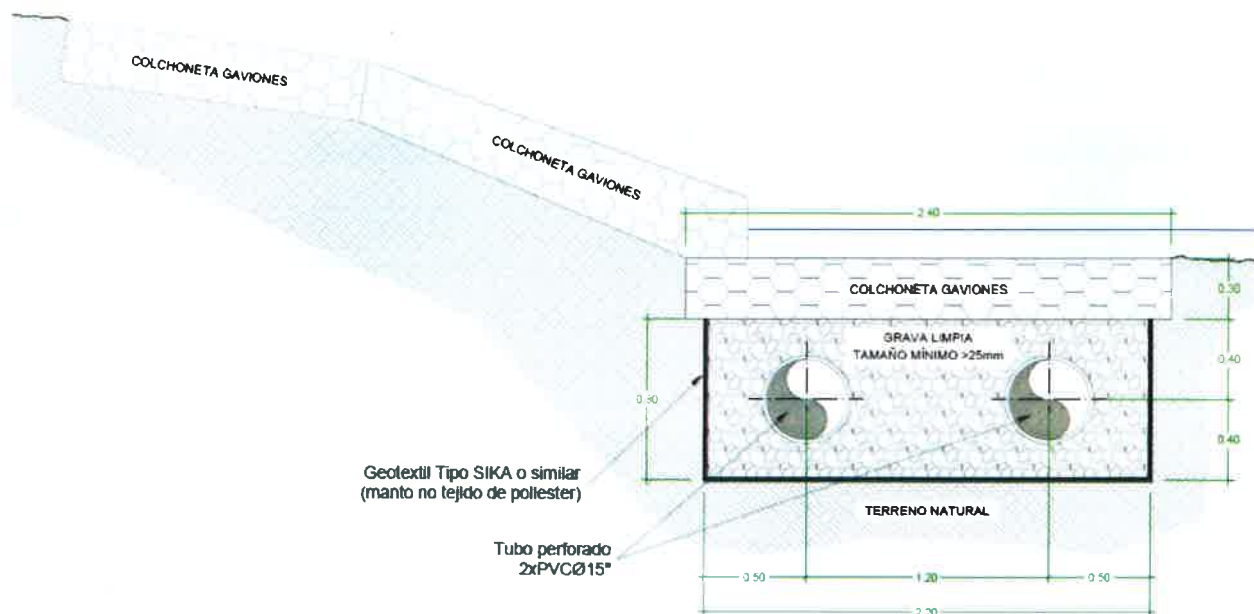 COLCHONETA GAVIONES
COLCHONETA GAVIONES
2.40
COLCHONETA GAVIONES
0.30
GRAVA LIMPIA
TAMAÑO MÍNIMO >25mm
0.40
0.80
0.40
Geotextil Tipo SIKA o similar
(manto no tejido de poliester)
TERRENO NATURAL
Tubo perforado
2xPVCØ15"
0.50
1.20
0.50
2.20